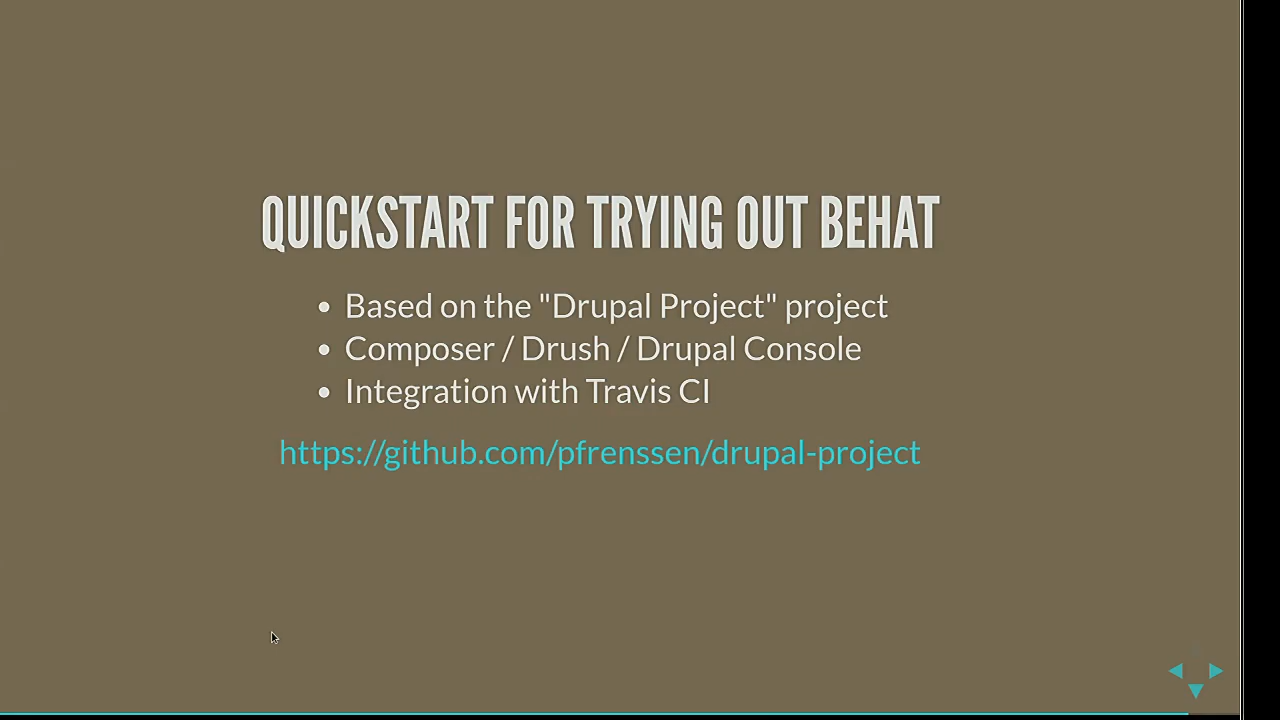 QUICKSTART FOR TRYING OUT BEHAT
Based on the "Drupal Project" project
Composer / Drush / Drupal Console
Integration with Travis CI
https://github.com/pfrenssen/drupal-project